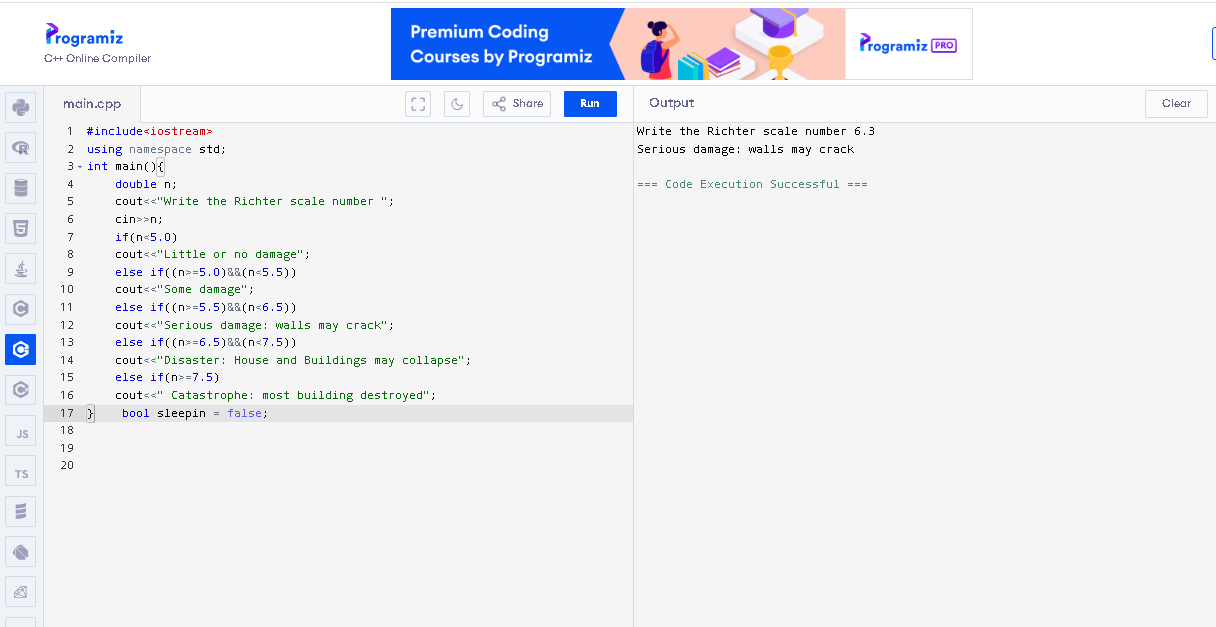 Programiz
C++ Online Compiler
Premium Coding
Courses by Programiz
Programiz PRO
main.cpp
Share
Run
Output
Clear
1 #include<iostream>
2 using namespace std;
3 int main(){
4 double n;
5 cout<<"Write the Richter scale number ";
6 cin>>n;
7 if(n<5.0)
8 cout<<"Little or no damage";
9 else if((n>=5.0)&&(n<5.5))
10 cout<<"Some damage";
11 else if((n>=5.5)&&(n<6.5))
12 cout<<"Serious damage: walls may crack";
13 else if((n>=6.5)&&(n<7.5))
14 cout<<"Disaster: House and Buildings may collapse";
15 else if(n>=7.5)
16 cout<<" Catastrophe: most building destroyed";
17 } bool sleepin = false;
18
19
20
Write the Richter scale number 6.3
Serious damage: walls may crack
=== Code Execution Successful ===
R
5
C
C
C
JS
TS